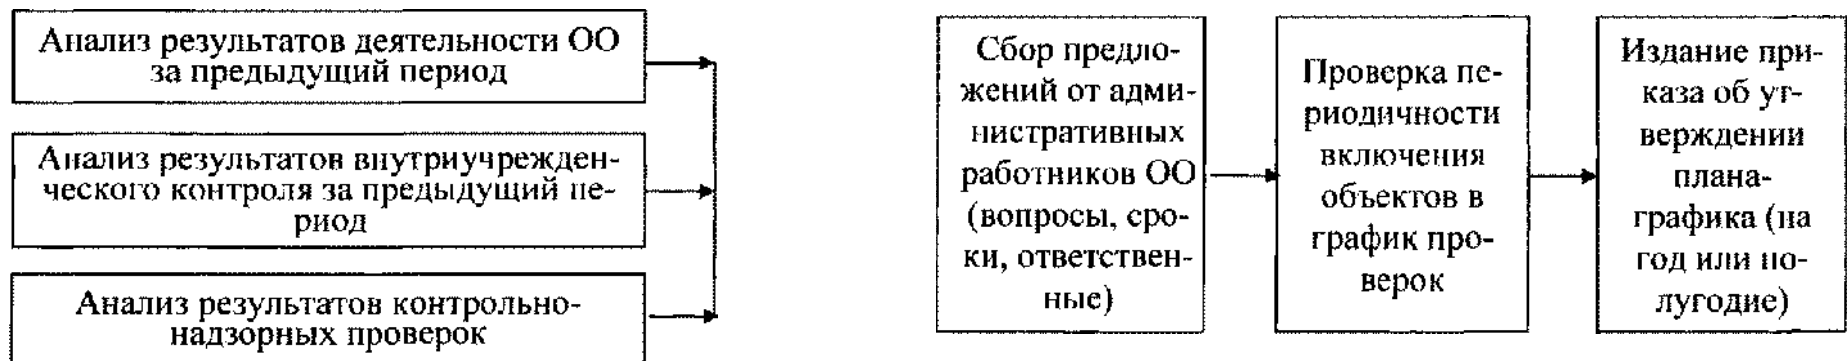 Анализ результатов деятельности ОО
за предыдущий период
Анализ результатов внутриучрежден-
ческого контроля за предыдущий пе-
риод
Анализ результатов контрольно-
надзорных проверок
Сбор предло-
жений от адми-
нистративных
работников ОО
(вопросы, сро-
ки, ответствен-
ные)
Проверка пе-
риодичности
включения
объектов в
график про-
верок
Издание при-
каза об ут-
верждении
плана-
графика (на
год или по-
лугодие)